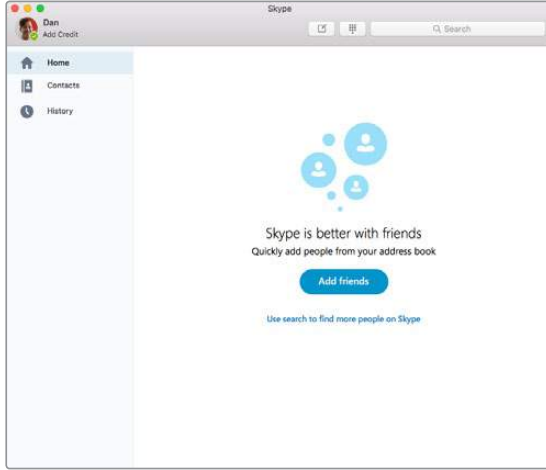 Skype
Dan
Add Credit
Search
Home
Contacts
History
Skype is better with friends
Quickly add people from your address book
Add friends
Use search to find more people on Skype